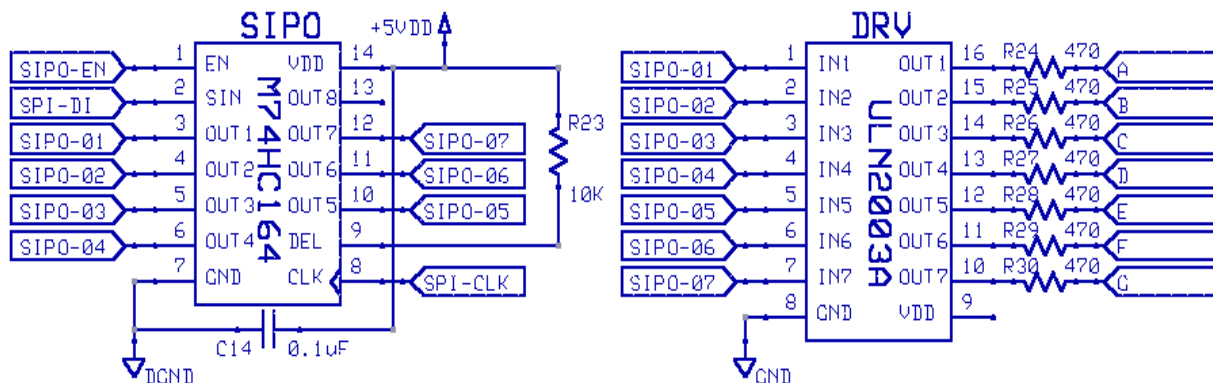 SIPO
+5VDD
DRV
SIPO-EN 1 EN VDD 14
SPI-DI 2 SIN OUT8 13
SIPO-01 3 OUT1 OUT7 12 SIPO-07
SIPO-02 4 OUT2 OUT6 11 SIPO-06
SIPO-03 5 OUT3 OUT5 10 SIPO-05
SIPO-04 6 OUT4 DEL 9
7 GND CLK 8 SPI-CLK
M74HC164
R23
10K
C14 0.1uF
DGND
SIPO-01 1 IN1 OUT1 16 R24 470 A
SIPO-02 2 IN2 OUT2 15 R25 470 B
SIPO-03 3 IN3 OUT3 14 R26 470 C
SIPO-04 4 IN4 OUT4 13 R27 470 D
SIPO-05 5 IN5 OUT5 12 R28 470 E
SIPO-06 6 IN6 OUT6 11 R29 470 F
SIPO-07 7 IN7 OUT7 10 R30 470 G
8 GND VDD 9
ULN2003A
GND